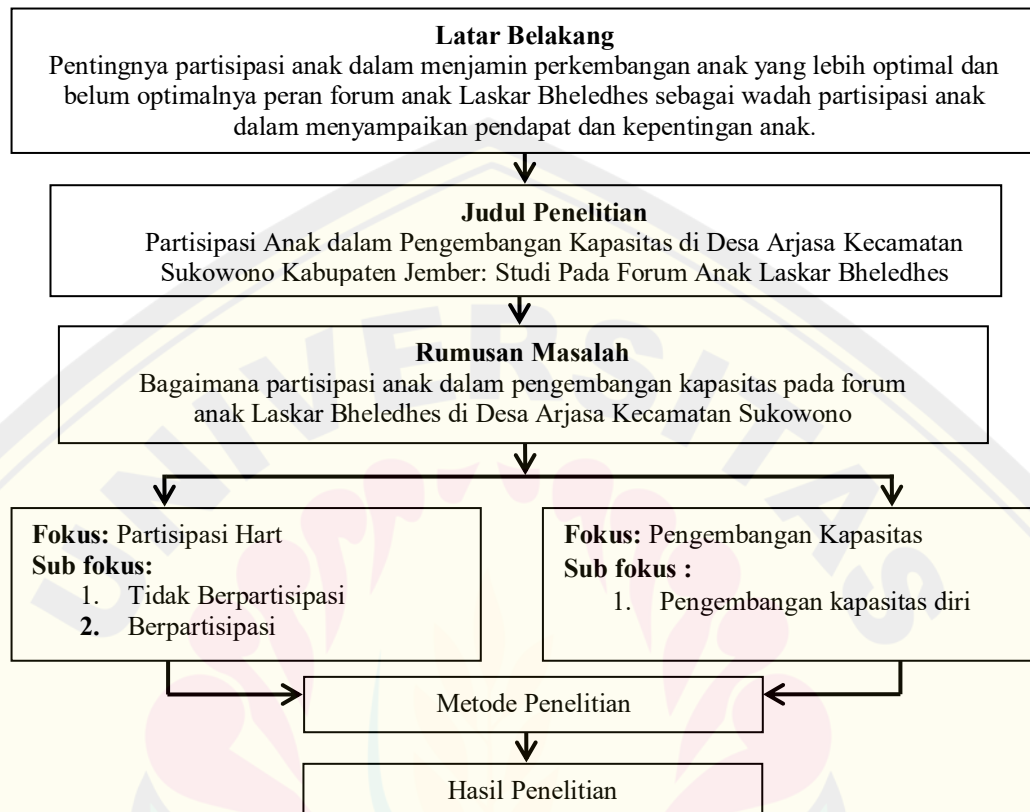 Latar Belakang
Pentingnya partisipasi anak dalam menjamin perkembangan anak yang lebih optimal dan
belum optimalnya peran forum anak Laskar Bheledhes sebagai wadah partisipasi anak
dalam menyampaikan pendapat dan kepentingan anak.
Judul Penelitian
Partisipasi Anak dalam Pengembangan Kapasitas di Desa Arjasa Kecamatan
Sukowono Kabupaten Jember: Studi Pada Forum Anak Laskar Bheledhes
Rumusan Masalah
Bagaimana partisipasi anak dalam pengembangan kapasitas pada forum
anak Laskar Bheledhes di Desa Arjasa Kecamatan Sukowono
Fokus: Partisipasi Hart
Sub fokus:
1. Tidak Berpartisipasi
2. Berpartisipasi
Fokus: Pengembangan Kapasitas
Sub fokus :
1. Pengembangan kapasitas diri
Metode Penelitian
Hasil Penelitian
UNIVERSITAS